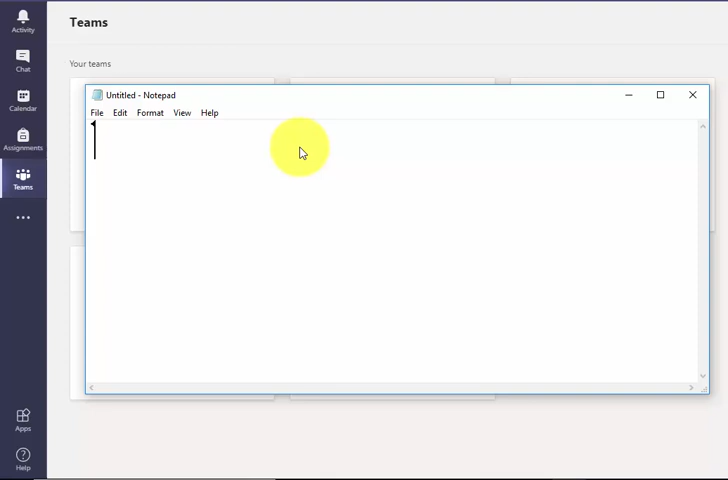 Activity
Chat
Calendar
Assignments
Teams
Apps
Help
Teams
Your teams
Untitled - Notepad
File Edit Format View Help